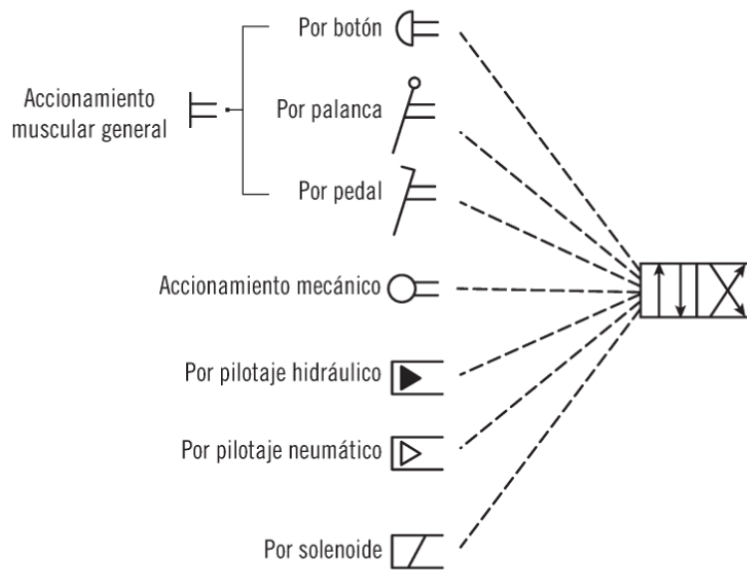 Por botón
Accionamiento
muscular general
Por palanca
Por pedal
Accionamiento mecánico
Por pilotaje hidráulico
Por pilotaje neumático
Por solenoide